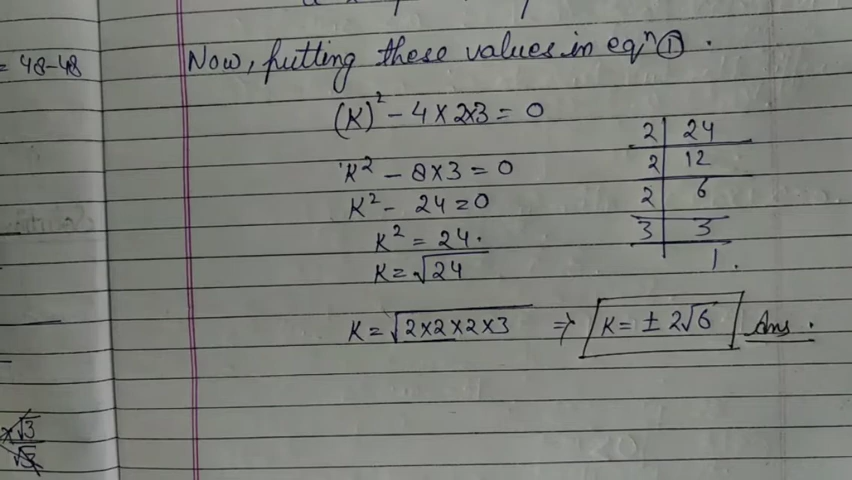 = 48-48
Now, putting these values in eqⁿ ①.
(K)² - 4 × 2×3 = 0
K² - 8×3 = 0
K² - 24 = 0
K² = 24.
K = √24
K = √2×2×2×3 ⇒ K = ± 2√6 Ans.
2 | 24
2 | 12
2 | 6
3 | 3
1.
×√3
√3